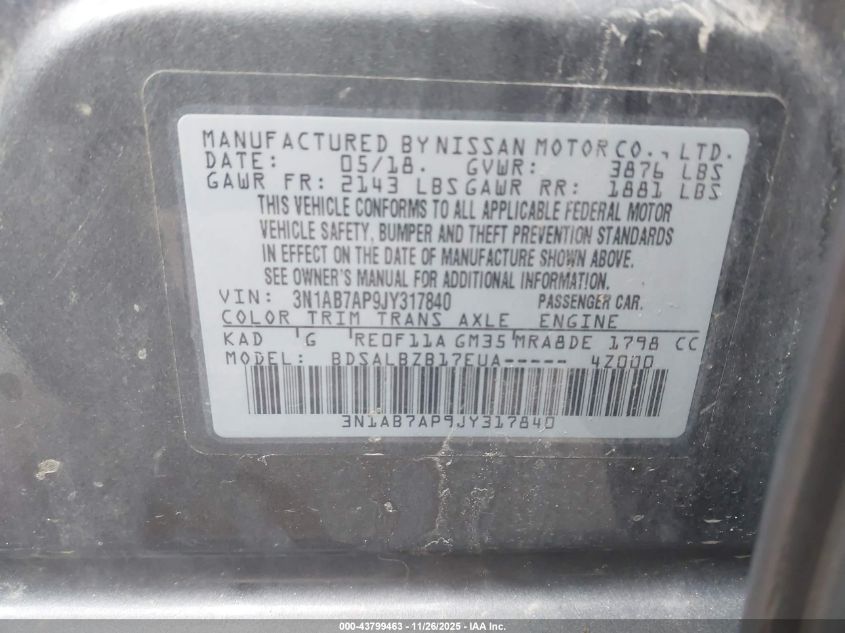 MANUFACTURED BY NISSAN MOTOR CO., LTD.
DATE: 05/18. GVWR: 3876 LBS
GAWR FR: 2143 LBS GAWR RR: 1881 LBS
THIS VEHICLE CONFORMS TO ALL APPLICABLE FEDERAL MOTOR
VEHICLE SAFETY, BUMPER AND THEFT PREVENTION STANDARDS
IN EFFECT ON THE DATE OF MANUFACTURE SHOWN ABOVE.
SEE OWNER'S MANUAL FOR ADDITIONAL INFORMATION.
VIN: 3N1AB7AP9JY317840 PASSENGER CAR.
COLOR TRIM TRANS AXLE ENGINE
KAD G RE0F11A GM35 MRA8DE 1798 CC
MODEL: BDSALBZB17EUA----- 4Z000
3N1AB7AP9JY317840
000-43799463 - 11/26/2025 - IAA Inc.